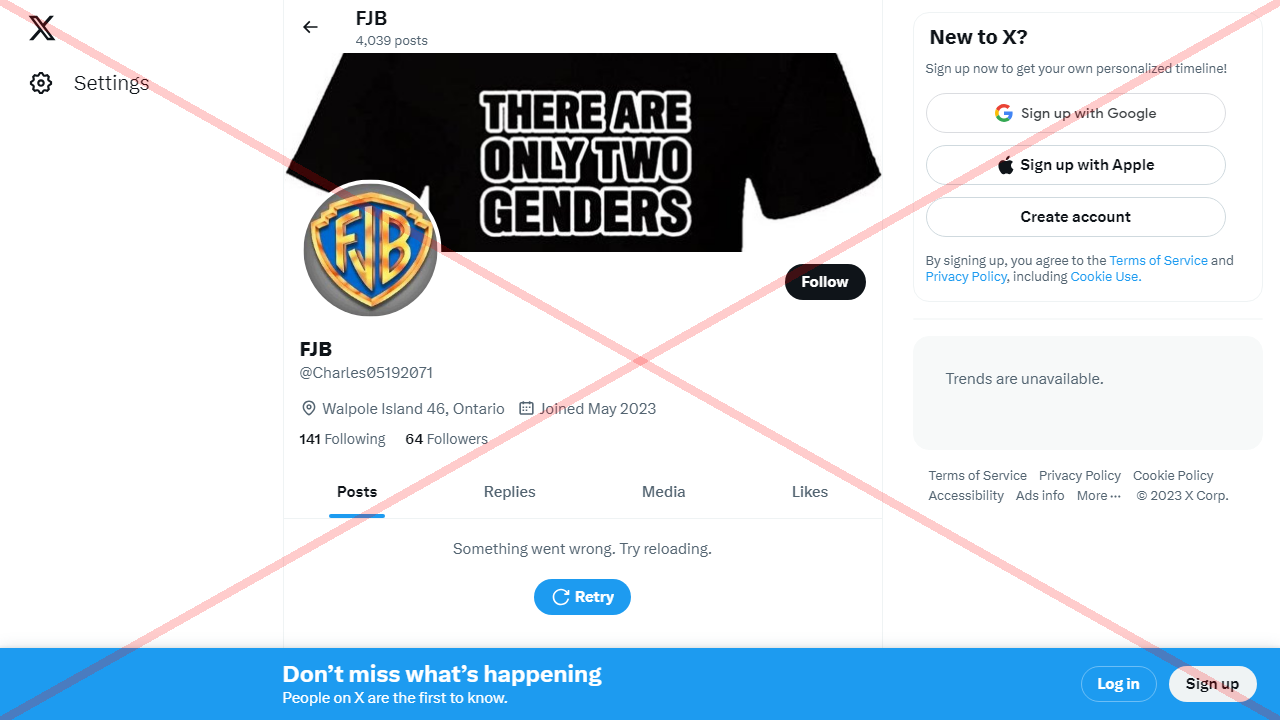 FJB
4,039 posts
Settings
THERE ARE
ONLY TWO
GENDERS
FJB
Follow
FJB
@Charles05192071
Walpole Island 46, Ontario Joined May 2023
141 Following 64 Followers
Posts Replies Media Likes
Something went wrong. Try reloading.
Retry
New to X?
Sign up now to get your own personalized timeline!
Sign up with Google
Sign up with Apple
Create account
By signing up, you agree to the Terms of Service and
Privacy Policy, including Cookie Use.
Trends are unavailable.
Terms of Service Privacy Policy Cookie Policy
Accessibility Ads info More ··· © 2023 X Corp.
Don’t miss what’s happening
People on X are the first to know.
Log in Sign up